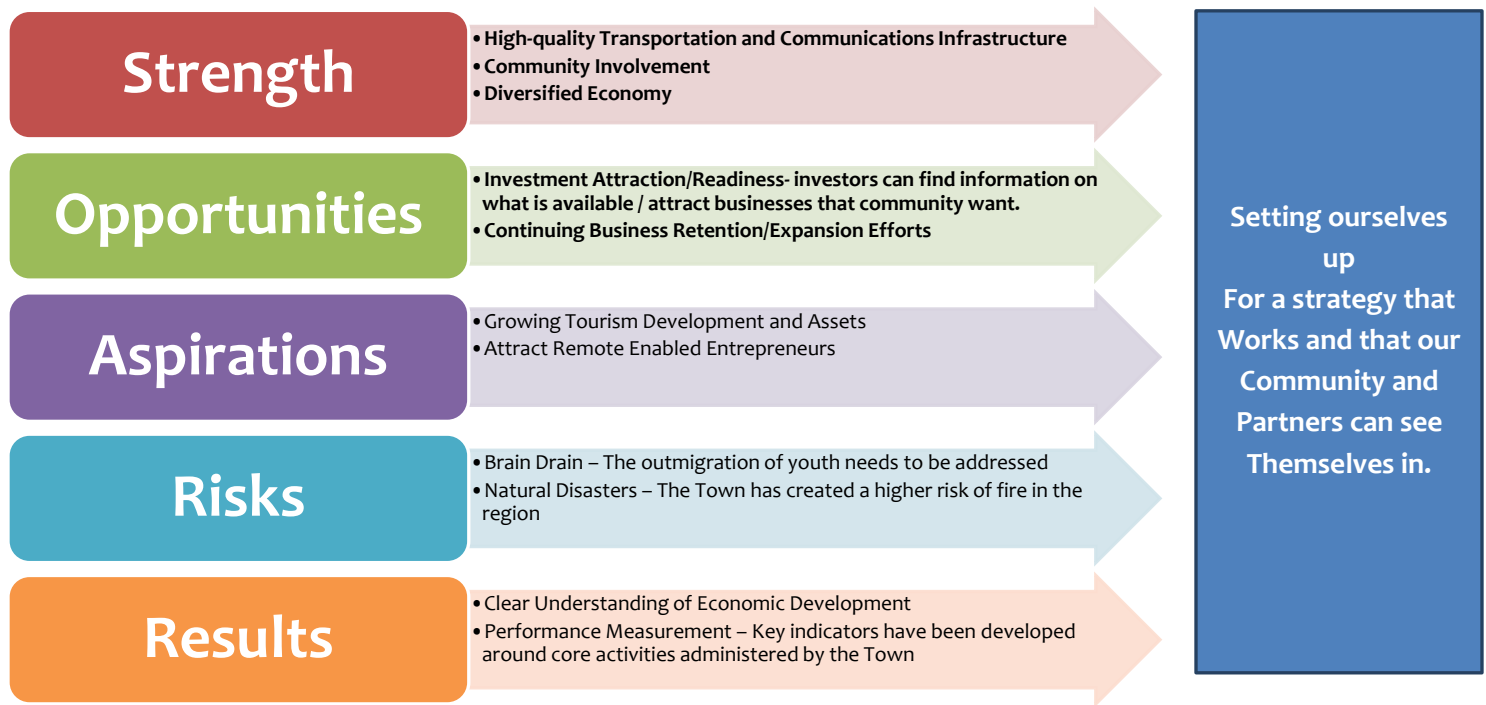 Strength
• High-quality Transportation and Communications Infrastructure
• Community Involvement
• Diversified Economy
Opportunities
• Investment Attraction/Readiness- investors can find information on
what is available / attract businesses that community want.
• Continuing Business Retention/Expansion Efforts
Aspirations
• Growing Tourism Development and Assets
• Attract Remote Enabled Entrepreneurs
Risks
• Brain Drain – The outmigration of youth needs to be addressed
• Natural Disasters – The Town has created a higher risk of fire in the
region
Results
• Clear Understanding of Economic Development
• Performance Measurement – Key indicators have been developed
around core activities administered by the Town
Setting ourselves
up
For a strategy that
Works and that our
Community and
Partners can see
Themselves in.